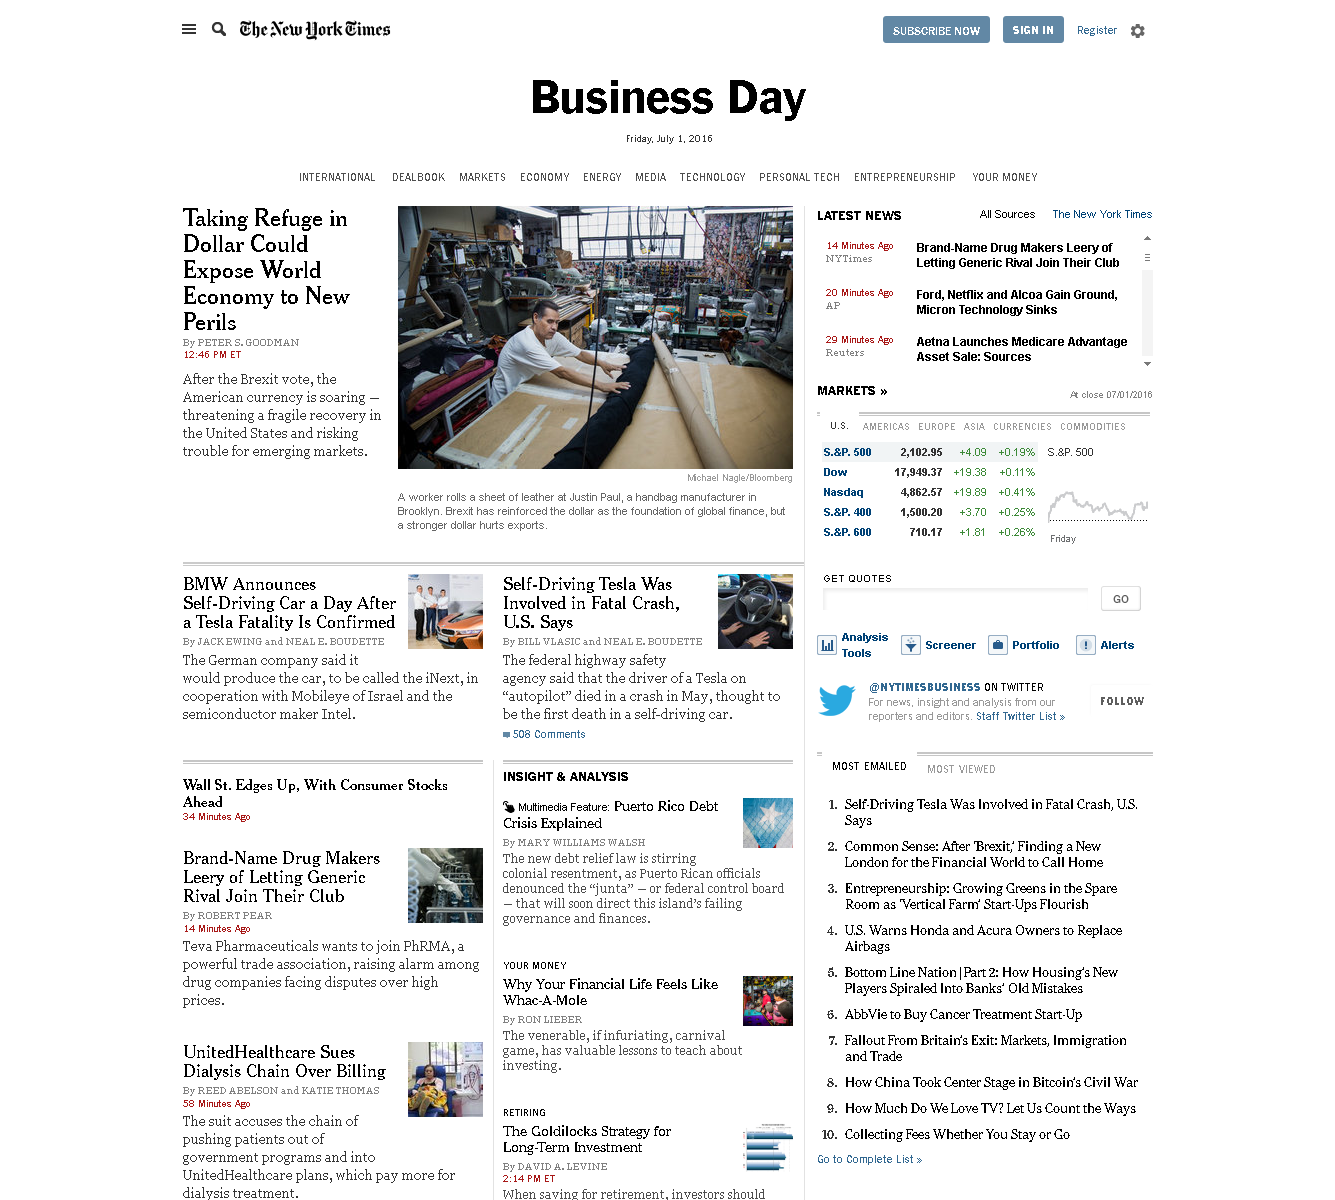 The New York Times
SUBSCRIBE NOW
SIGN IN
Register
Business Day
Friday, July 1, 2016
INTERNATIONAL DEALBOOK MARKETS ECONOMY ENERGY MEDIA TECHNOLOGY PERSONAL TECH ENTREPRENEURSHIP YOUR MONEY
Taking Refuge in
Dollar Could
Expose World
Economy to New
Perils
By PETER S. GOODMAN
12:46 PM ET
After the Brexit vote, the
American currency is soaring —
threatening a fragile recovery in
the United States and risking
trouble for emerging markets.
Michael Nagle/Bloomberg
A worker rolls a sheet of leather at Justin Paul, a handbag manufacturer in
Brooklyn. Brexit has reinforced the dollar as the foundation of global finance, but
a stronger dollar hurts exports.
BMW Announces
Self-Driving Car a Day After
a Tesla Fatality Is Confirmed
By JACK EWING and NEAL E. BOUDETTE
The German company said it
would produce the car, to be called the iNext, in
cooperation with Mobileye of Israel and the
semiconductor maker Intel.
Self-Driving Tesla Was
Involved in Fatal Crash,
U.S. Says
By BILL VLASIC and NEAL E. BOUDETTE
The federal highway safety
agency said that the driver of a Tesla on
“autopilot” died in a crash in May, thought to
be the first death in a self-driving car.
508 Comments
Wall St. Edges Up, With Consumer Stocks
Ahead
34 Minutes Ago
Brand-Name Drug Makers
Leery of Letting Generic
Rival Join Their Club
By ROBERT PEAR
14 Minutes Ago
Teva Pharmaceuticals wants to join PhRMA, a
powerful trade association, raising alarm among
drug companies facing disputes over high
prices.
UnitedHealthcare Sues
Dialysis Chain Over Billing
By REED ABELSON and KATIE THOMAS
58 Minutes Ago
The suit accuses the chain of
pushing patients out of
government programs and into
UnitedHealthcare plans, which pay more for
dialysis treatment.
INSIGHT & ANALYSIS
Multimedia Feature: Puerto Rico Debt
Crisis Explained
By MARY WILLIAMS WALSH
The new debt relief law is stirring
colonial resentment, as Puerto Rican officials
denounced the “junta” — or federal control board
— that will soon direct this island’s failing
governance and finances.
YOUR MONEY
Why Your Financial Life Feels Like
Whac-A-Mole
By RON LIEBER
The venerable, if infuriating, carnival
game, has valuable lessons to teach about
investing.
RETIRING
The Goldilocks Strategy for
Long-Term Investment
By DAVID A. LEVINE
2:14 PM ET
When saving for retirement, investors should
LATEST NEWS
All Sources
The New York Times
14 Minutes Ago
NYTimes
Brand-Name Drug Makers Leery of
Letting Generic Rival Join Their Club
20 Minutes Ago
AP
Ford, Netflix and Alcoa Gain Ground,
Micron Technology Sinks
29 Minutes Ago
Reuters
Aetna Launches Medicare Advantage
Asset Sale: Sources
MARKETS »
At close 07/01/2016
U.S. AMERICAS EUROPE ASIA CURRENCIES COMMODITIES
S.&P. 500 2,102.95 +4.09 +0.19%
Dow 17,949.37 +19.38 +0.11%
Nasdaq 4,862.57 +19.89 +0.41%
S.&P. 400 1,500.20 +3.70 +0.25%
S.&P. 600 710.17 +1.81 +0.26%
S.&P. 500
Friday
GET QUOTES
GO
Analysis
Tools
Screener
Portfolio
Alerts
@NYTIMESBUSINESS ON TWITTER
For news, insight and analysis from our
reporters and editors. Staff Twitter List »
FOLLOW
MOST EMAILED
MOST VIEWED
1. Self-Driving Tesla Was Involved in Fatal Crash, U.S.
Says
2. Common Sense: After ‘Brexit,’ Finding a New
London for the Financial World to Call Home
3. Entrepreneurship: Growing Greens in the Spare
Room as ‘Vertical Farm’ Start-Ups Flourish
4. U.S. Warns Honda and Acura Owners to Replace
Airbags
5. Bottom Line Nation | Part 2: How Housing’s New
Players Spiraled Into Banks’ Old Mistakes
6. AbbVie to Buy Cancer Treatment Start-Up
7. Fallout From Britain’s Exit: Markets, Immigration
and Trade
8. How China Took Center Stage in Bitcoin’s Civil War
9. How Much Do We Love TV? Let Us Count the Ways
10. Collecting Fees Whether You Stay or Go
Go to Complete List »